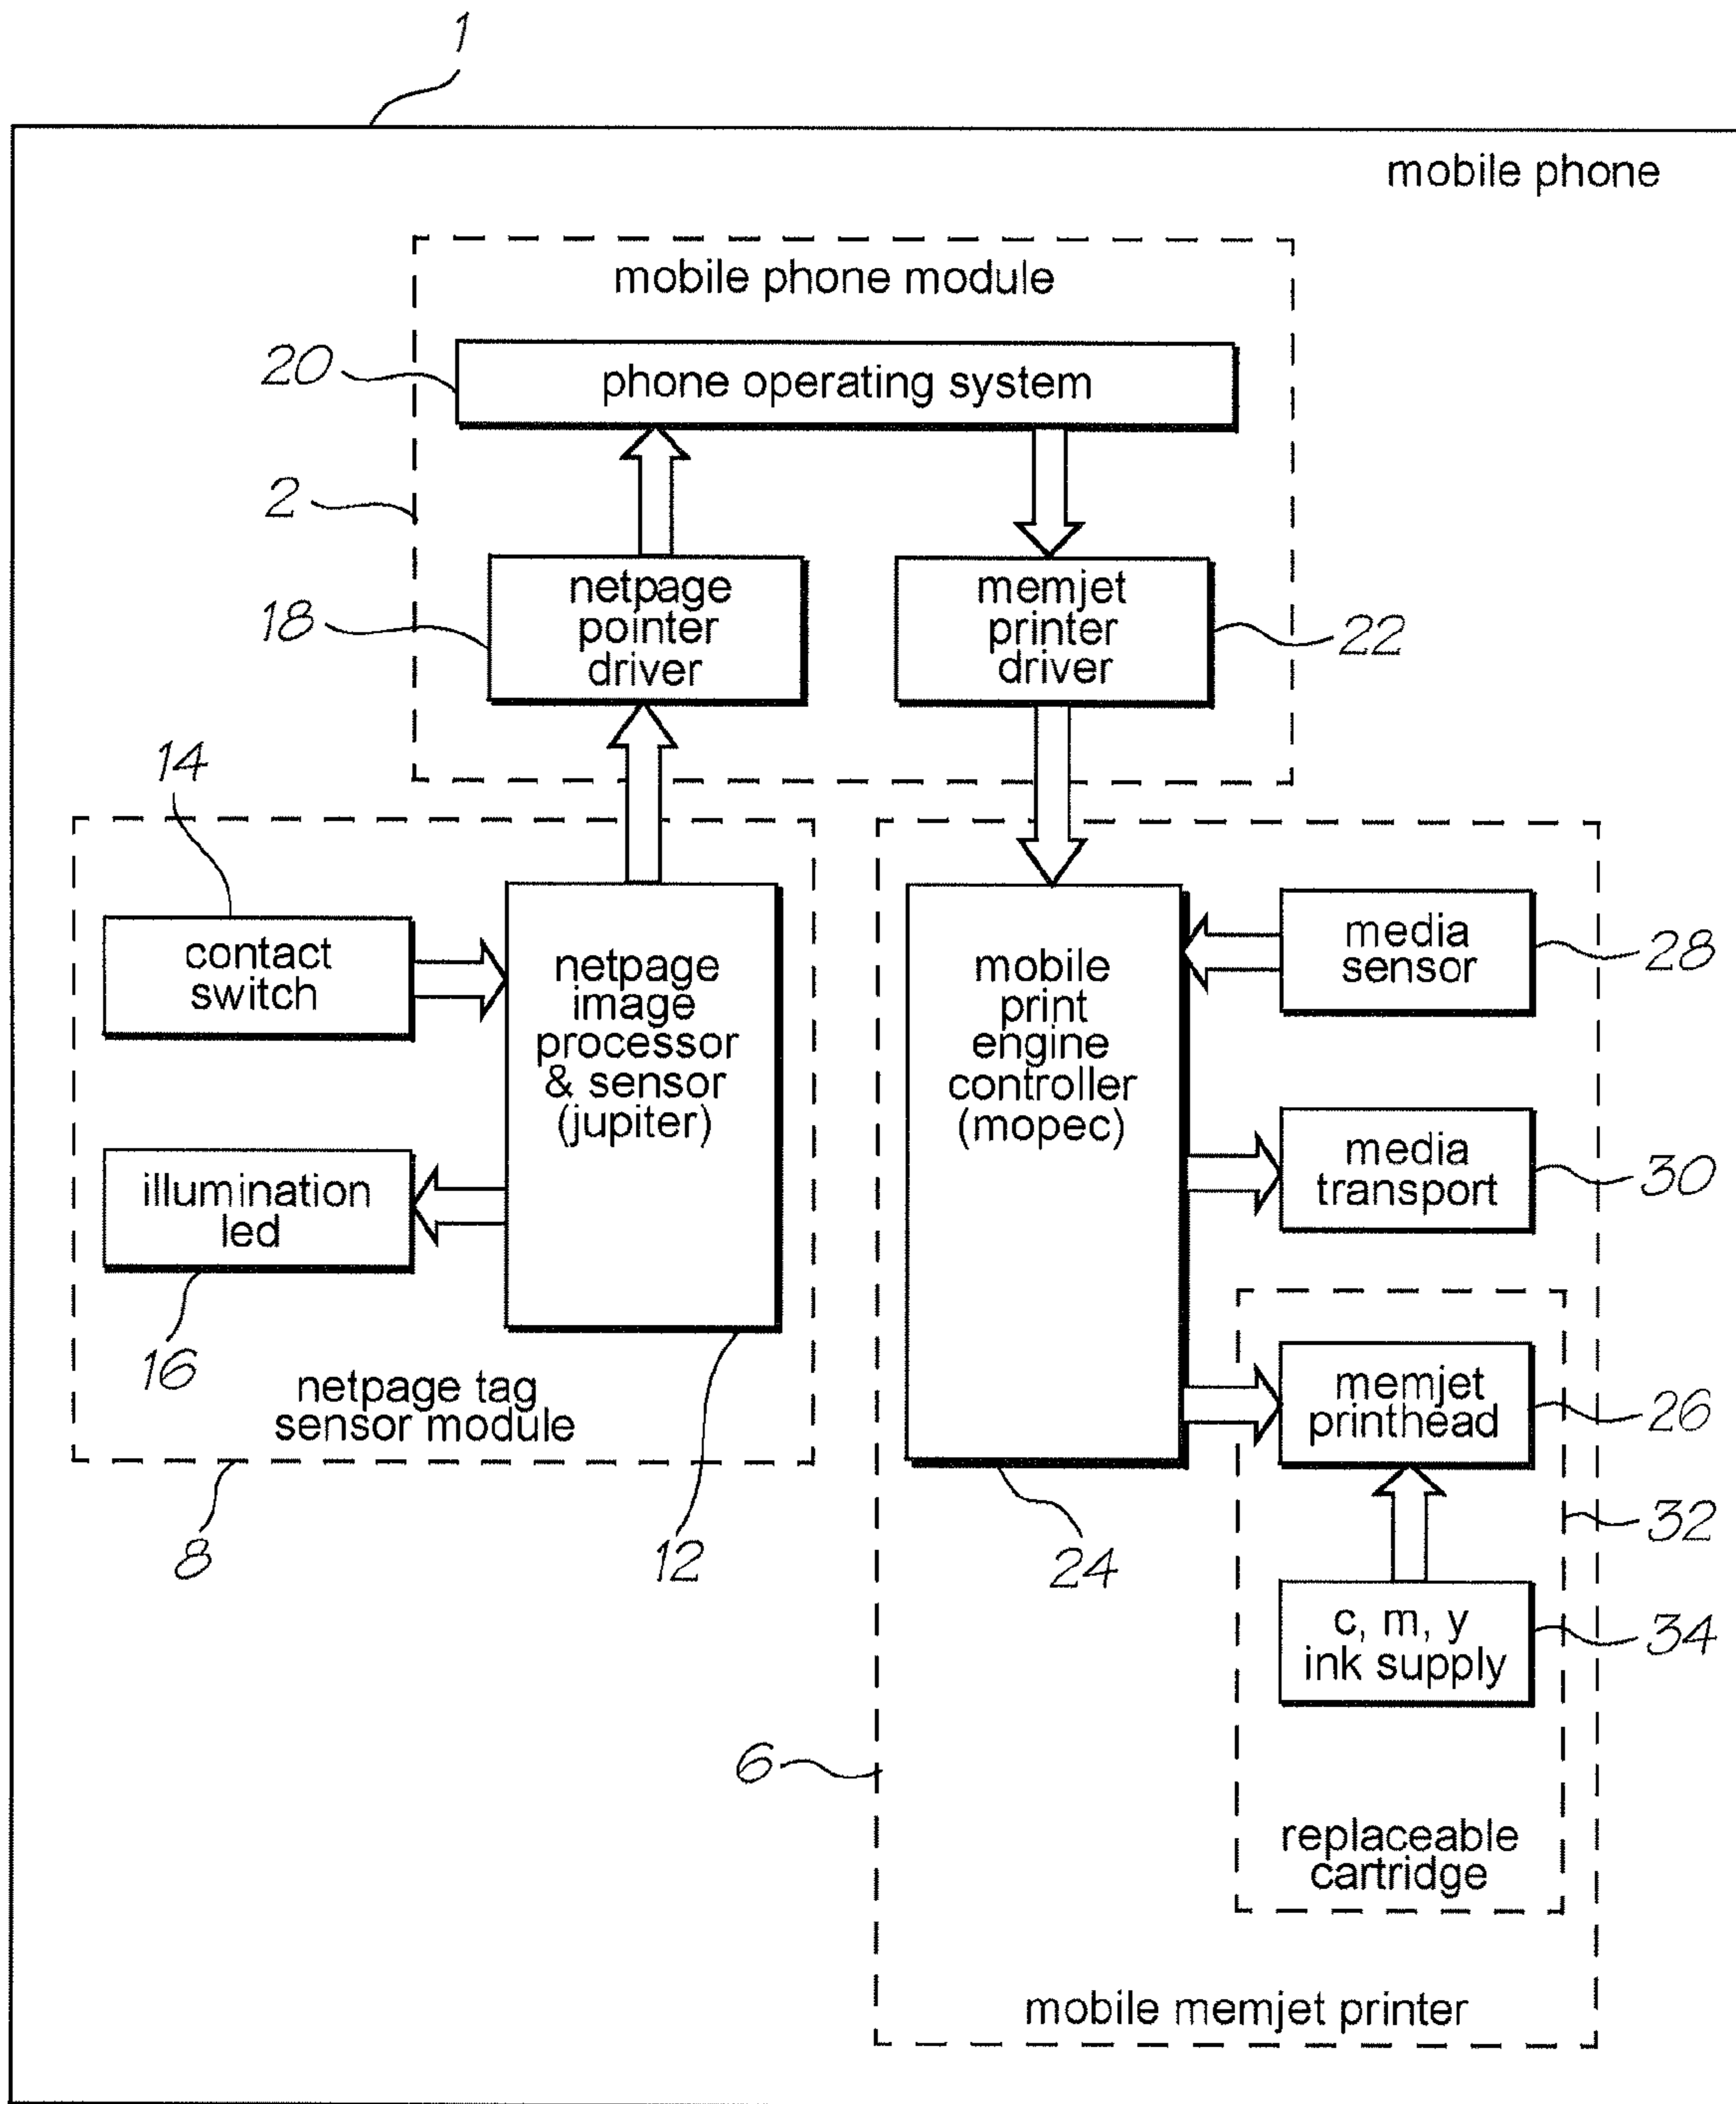 1
mobile phone
mobile phone module
20
phone operating system
2
18
netpage
pointer
driver
memjet
printer
driver
22
14
contact
switch
netpage
image
processor
& sensor
(jupiter)
illumination
led
16
netpage tag
sensor module
8
12
mobile
print
engine
controller
(mopec)
media
sensor
28
media
transport
30
memjet
printhead
26
32
24
c, m, y
ink supply
34
6
replaceable
cartridge
mobile memjet printer